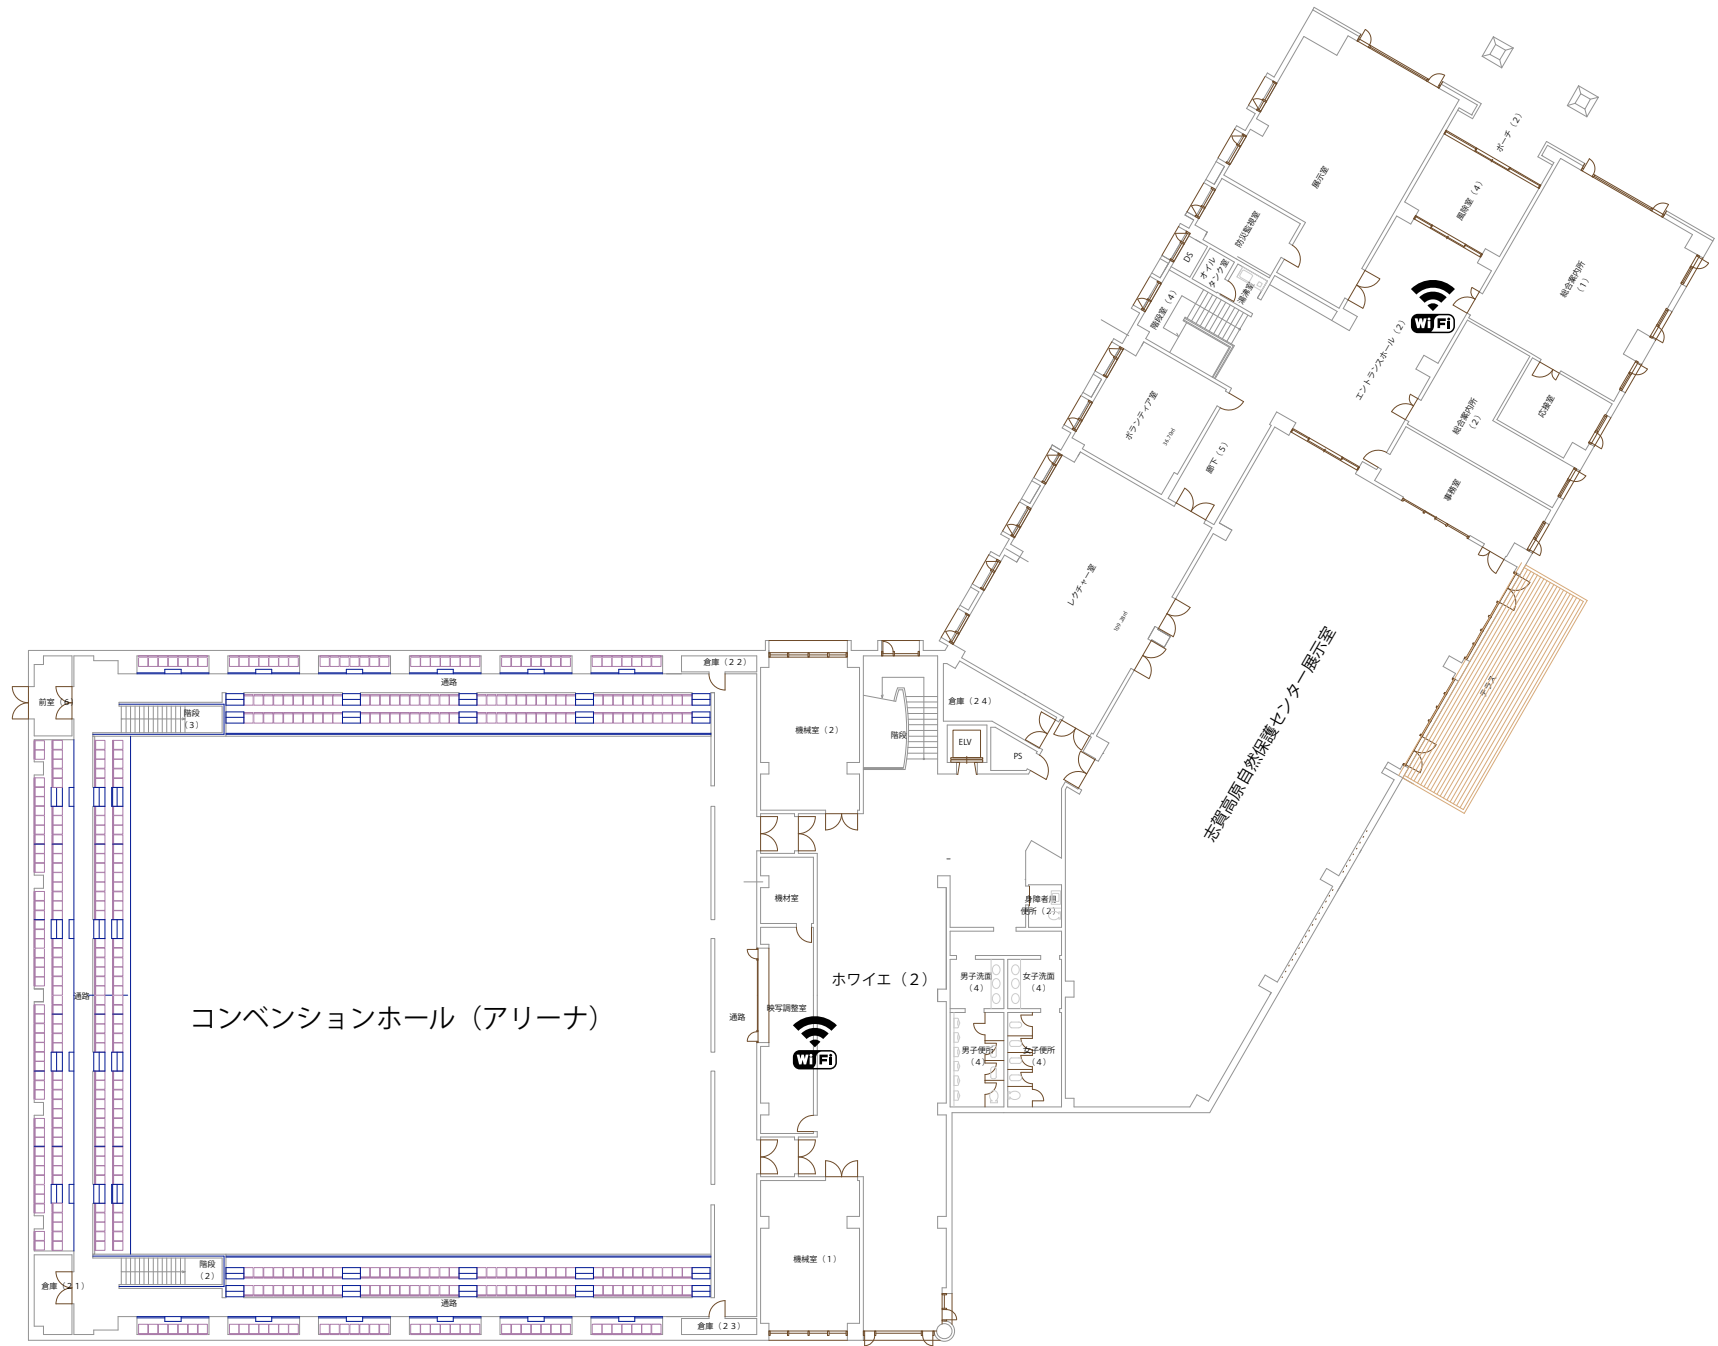 ポーチ（２）
展示室
風除室（４）
防災監視室
DS
オイル
タンク室
湯沸室
総合案内所
（１）
階段室（４）
WiFi
エントランスホール（２）
ボランティア室
34.70㎡
総合案内所
（２）
応接室
廊下（５）
事務室
レクチャー室
109.28㎡
志賀高原自然保護センター展示室
テラス
倉庫（２２）
通路
前室（６）
階段
（３）
機械室（２）
階段
倉庫（２４）
ELV
PS
機材室
身障者用
便所（２）
通路
コンベンションホール（アリーナ）
通路
映写調整室
WiFi
ホワイエ（２）
男子洗面
（４）
女子洗面
（４）
男子便所
（４）
女子便所
（４）
機械室（１）
階段
（２）
倉庫（２１）
通路
倉庫（２３）